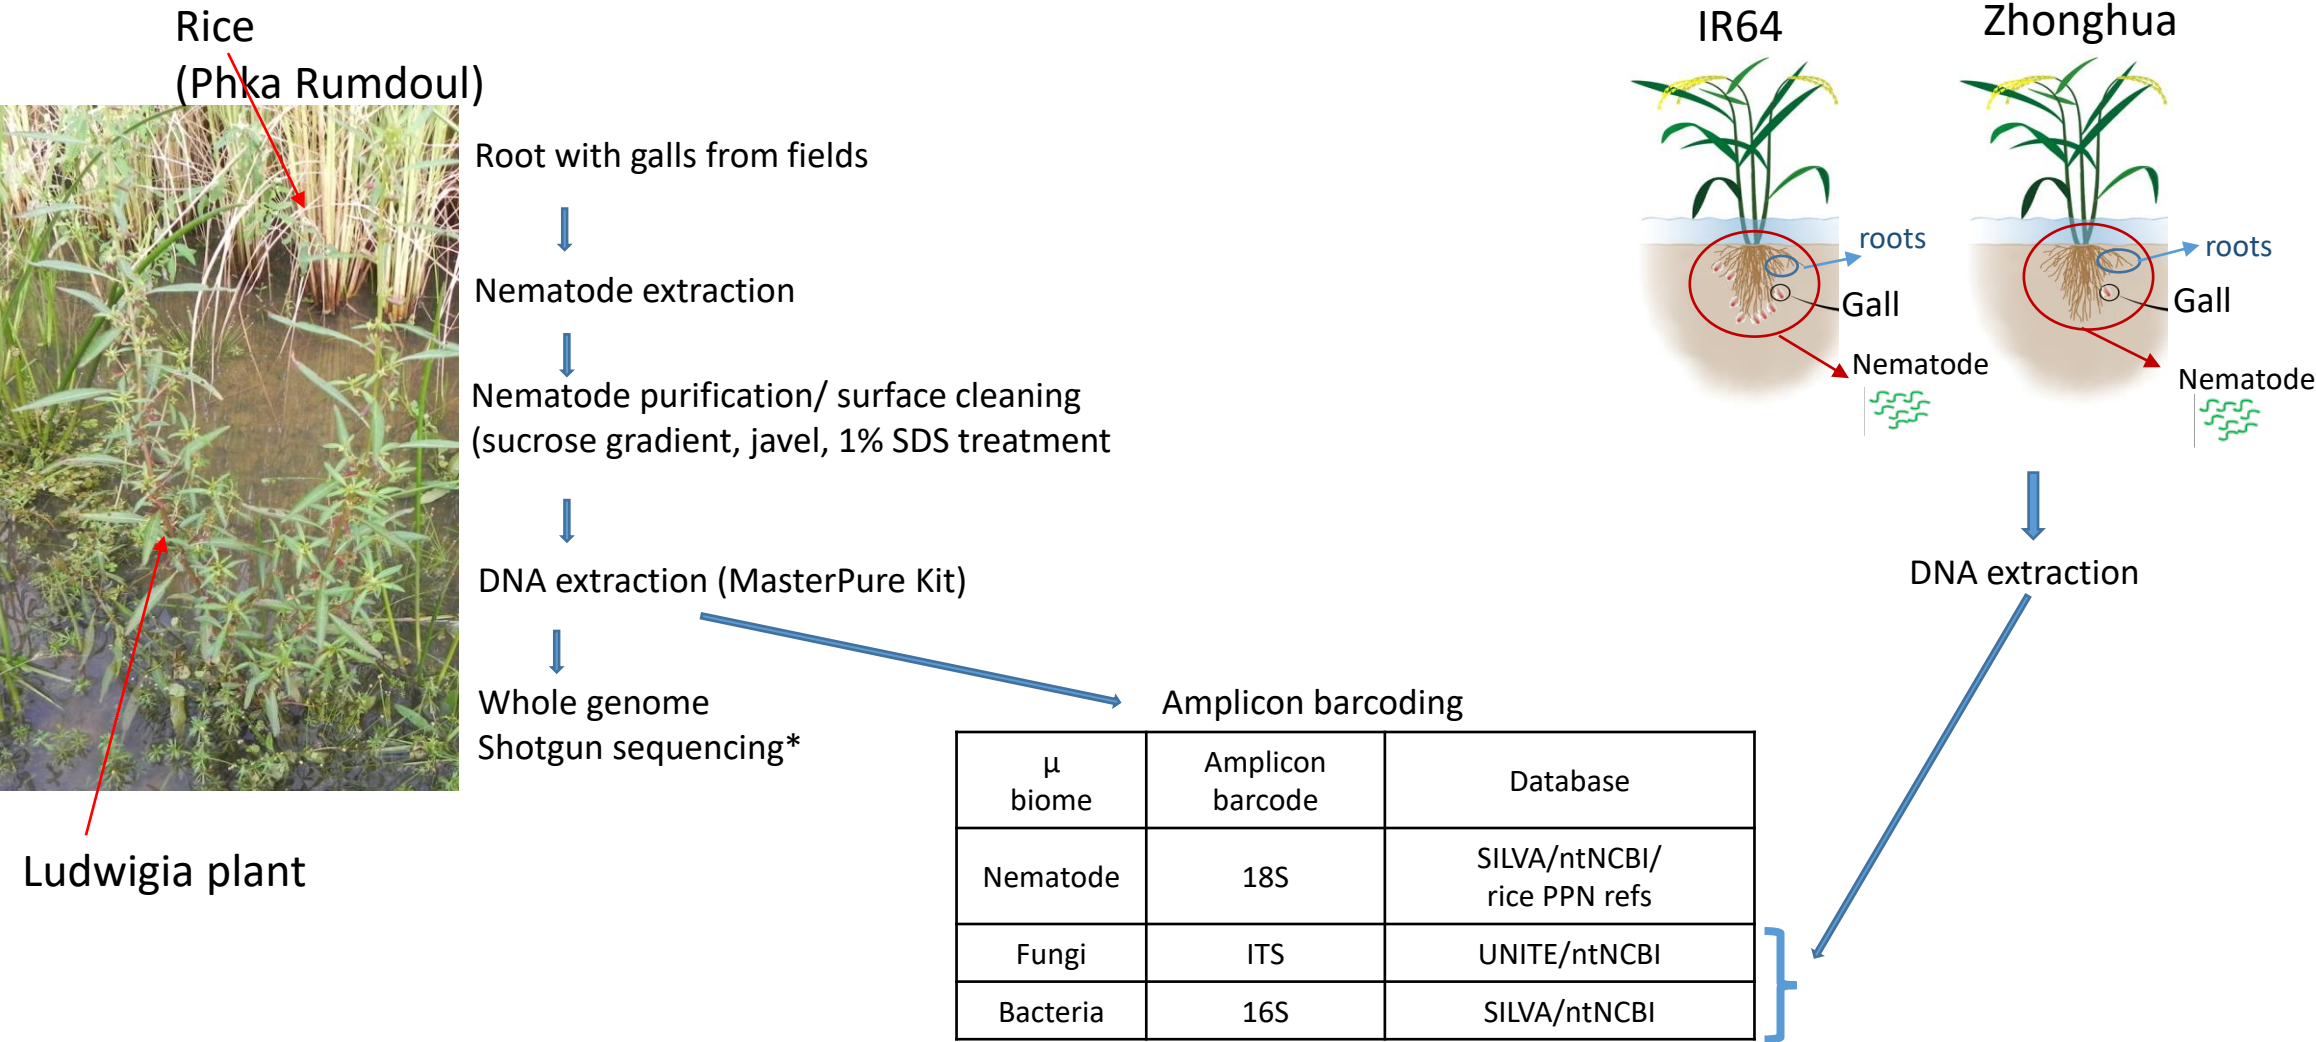 Rice
(Phka Rumdoul)
Root with galls from fields
Nematode extraction
Nematode purification/ surface cleaning
(sucrose gradient, javel, 1% SDS treatment
DNA extraction (MasterPure Kit)
Whole genome
Shotgun sequencing*
Ludwigia plant
IR64
roots
Gall
Nematode
Zhonghua
roots
Gall
Nematode
DNA extraction
Amplicon barcoding
µ
biome
Amplicon
barcode
Database
Nematode
18S
SILVA/ntNCBI/
rice PPN refs
Fungi
ITS
UNITE/ntNCBI
Bacteria
16S
SILVA/ntNCBI